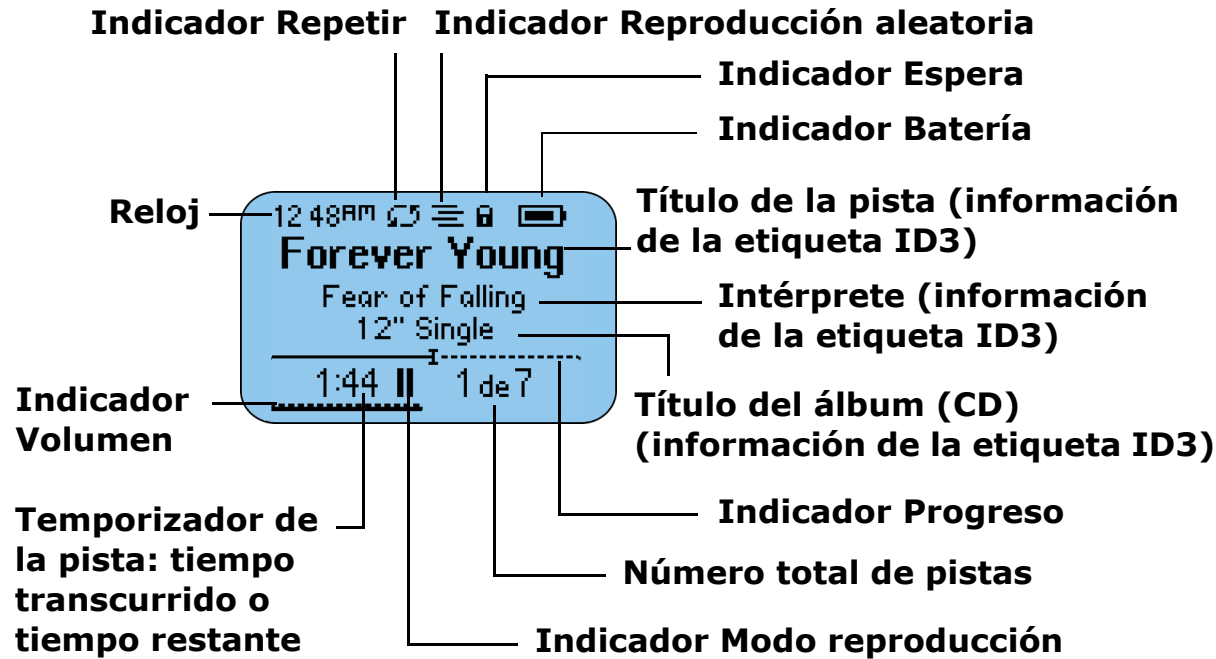 Indicador Repetir
Indicador Reproducción aleatoria
Indicador Espera
Indicador Batería
Reloj
12 48AM
Título de la pista (información
de la etiqueta ID3)
Forever Young
Fear of Falling
Intérprete (información
de la etiqueta ID3)
12" Single
1:44
1 de 7
Indicador
Volumen
Título del álbum (CD)
(información de la etiqueta ID3)
Temporizador de
la pista: tiempo
transcurrido o
tiempo restante
Indicador Progreso
Número total de pistas
Indicador Modo reproducción